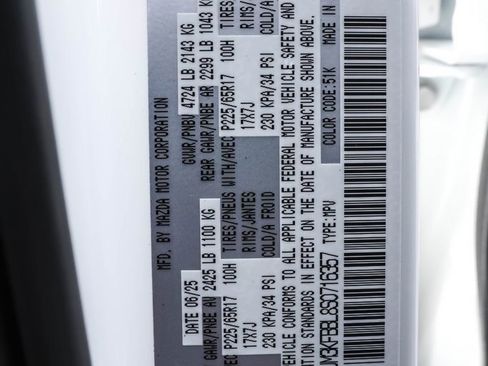 MFD. BY MAZDA MOTOR CORPORATION
DATE 06/25 GVWR/PNBV 4724 LB 2143 KG
GAWR/PNBE AV 2425 LB 1100 KG REAR GAWR/PNBE AR 2299 LB 1043 KG
EC P225/65R17 100H TIRES/PNEUS WITH/AVEC P225/65R17 100H TIRES
17X7J RIMS/JANTES 17X7J RIMS
230 KPA/34 PSI COLD/A FROID 230 KPA/34 PSI COLD/A
VEHICLE CONFORMS TO ALL APPLICABLE FEDERAL MOTOR VEHICLE SAFETY AND
STANDARDS IN EFFECT ON THE DATE OF MANUFACTURE SHOWN ABOVE.
JM3KFBBL8S0716357 TYPE: MPV COLOR CODE: 51K MADE IN